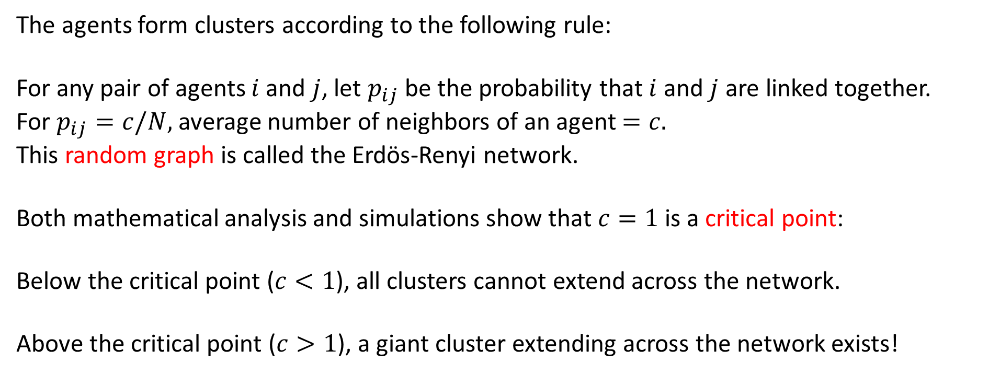 The agents form clusters according to the following rule:
For any pair of agents i and j, let p_{ij} be the probability that i and j are linked together.
For p_{ij} = c/N, average number of neighbors of an agent = c.
This random graph is called the Erdös-Renyi network.
Both mathematical analysis and simulations show that c = 1 is a critical point:
Below the critical point (c < 1), all clusters cannot extend across the network.
Above the critical point (c > 1), a giant cluster extending across the network exists!